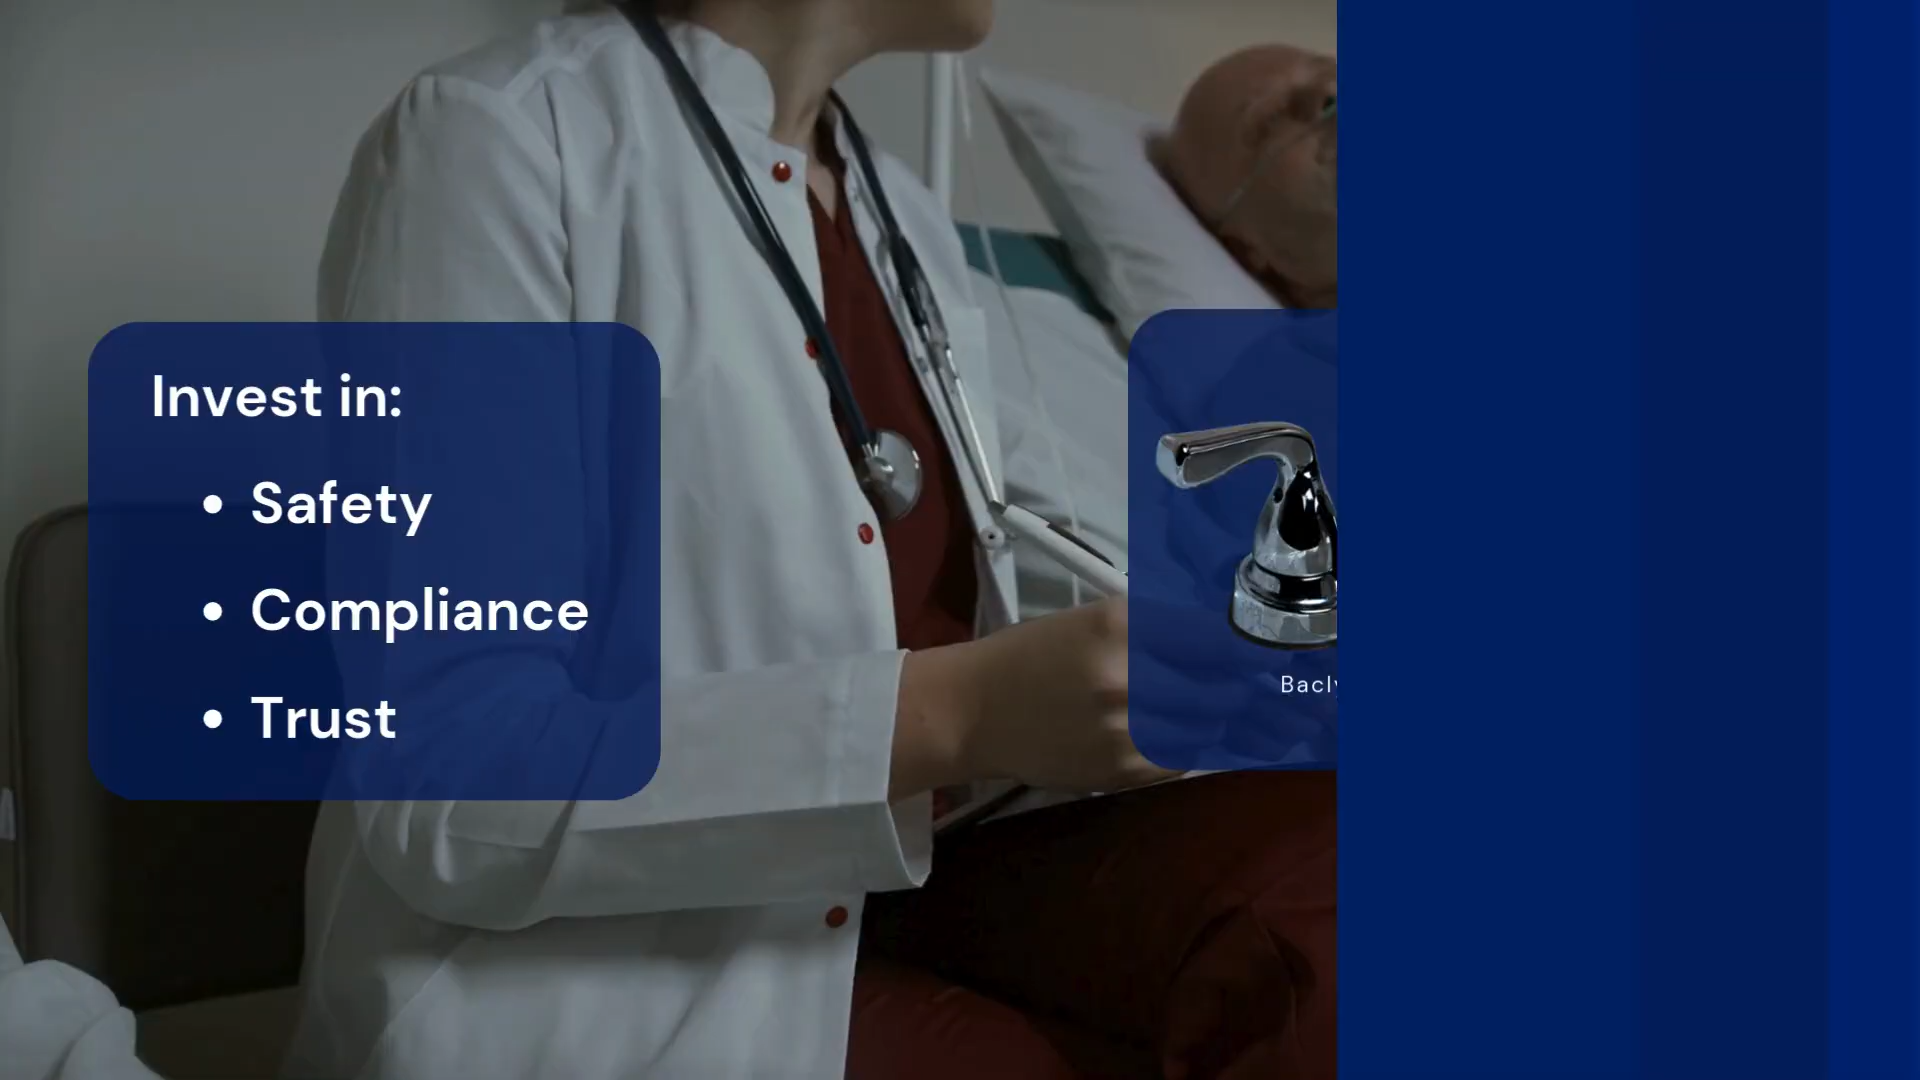 Invest in:
• Safety
• Compliance
• Trust